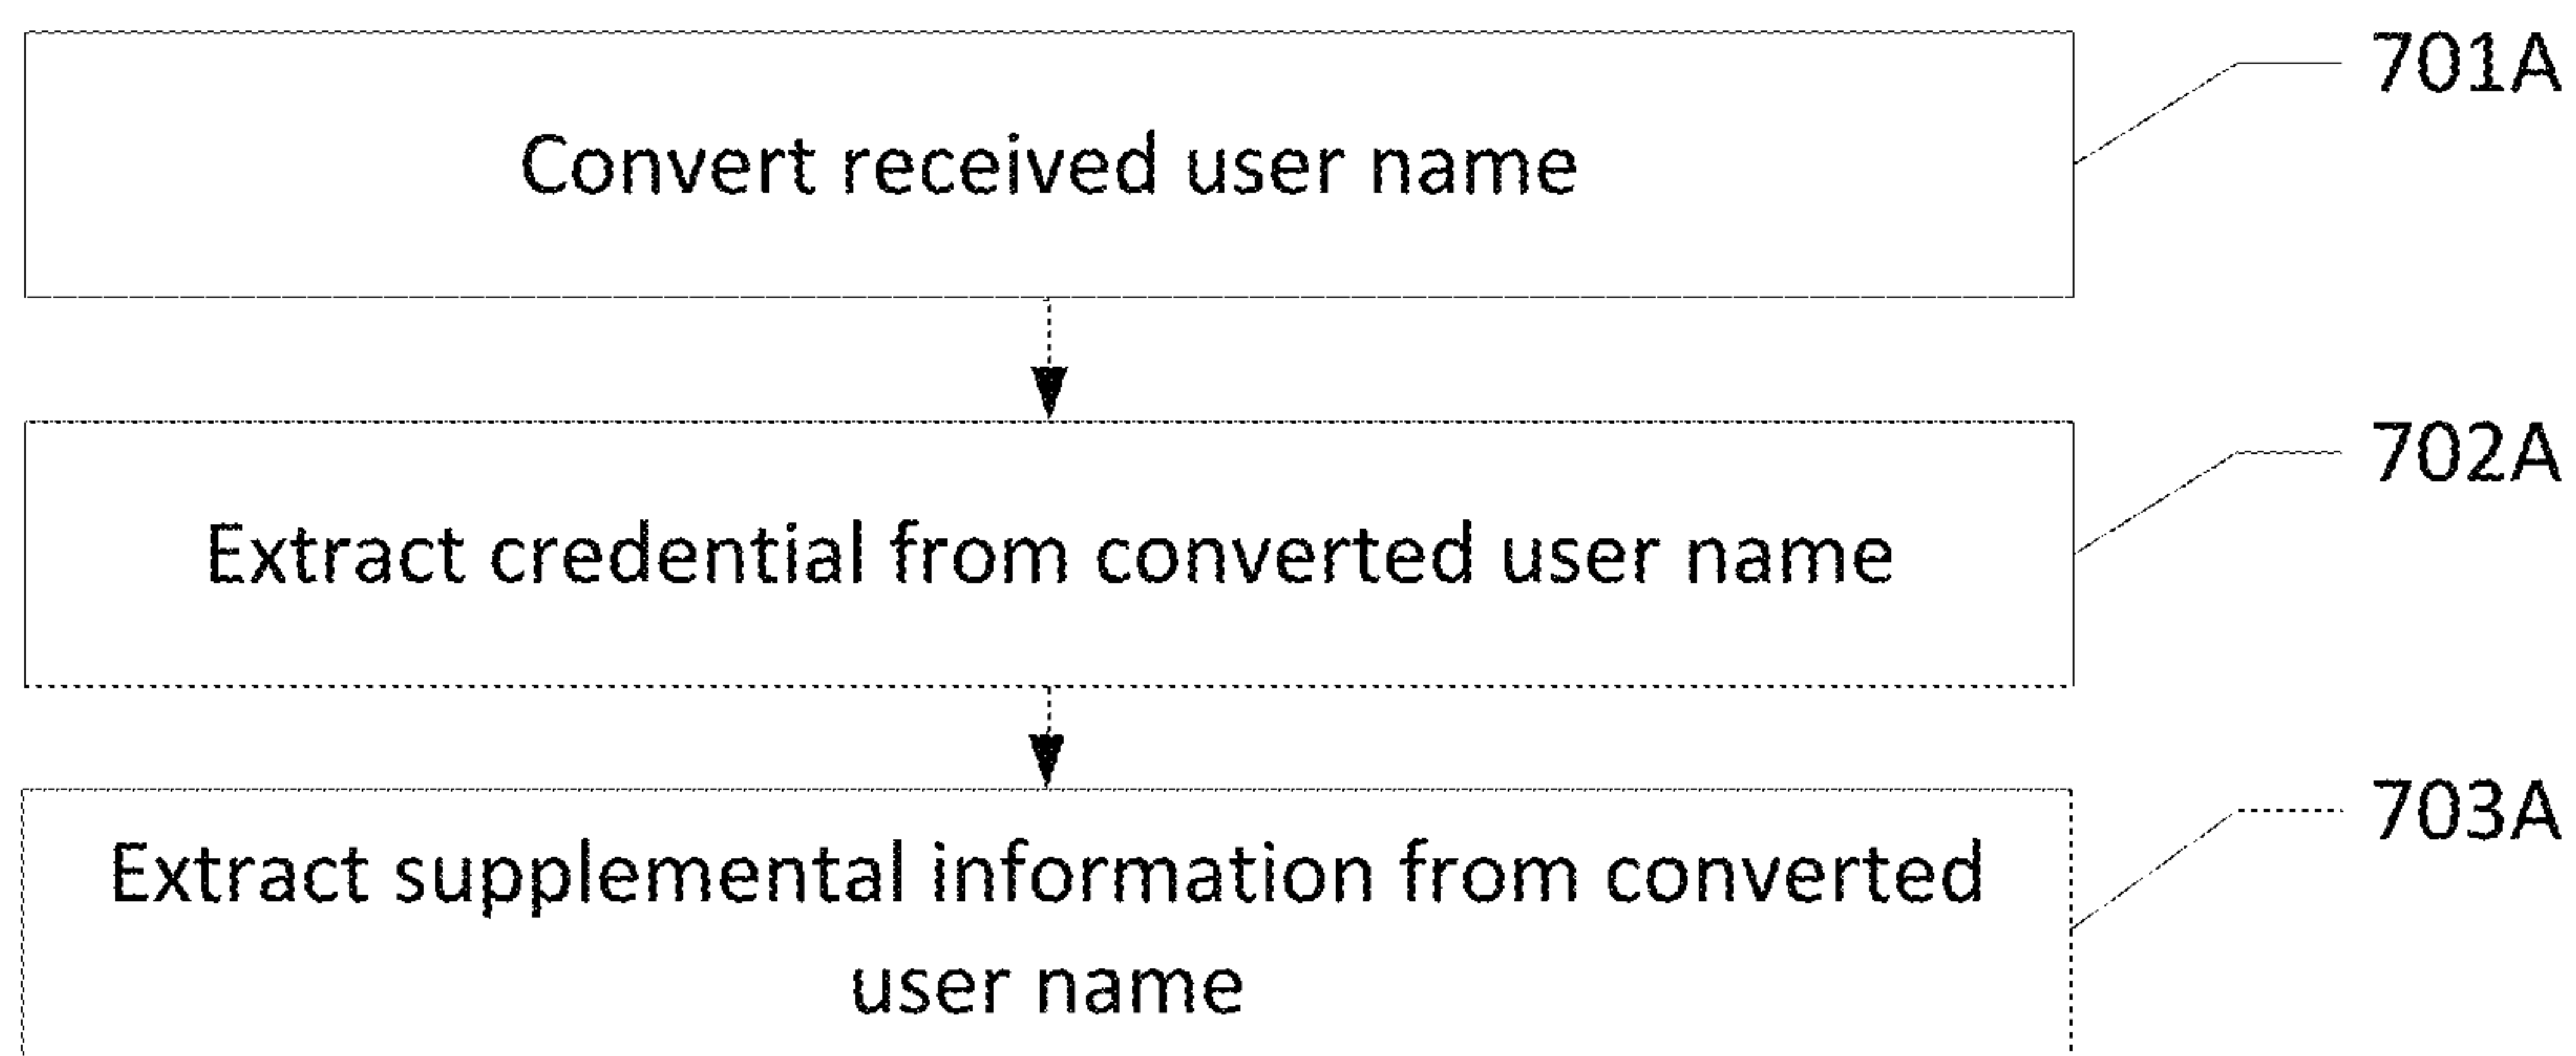 Convert received user name
701A
Extract credential from converted user name
702A
Extract supplemental information from converted
user name
703A